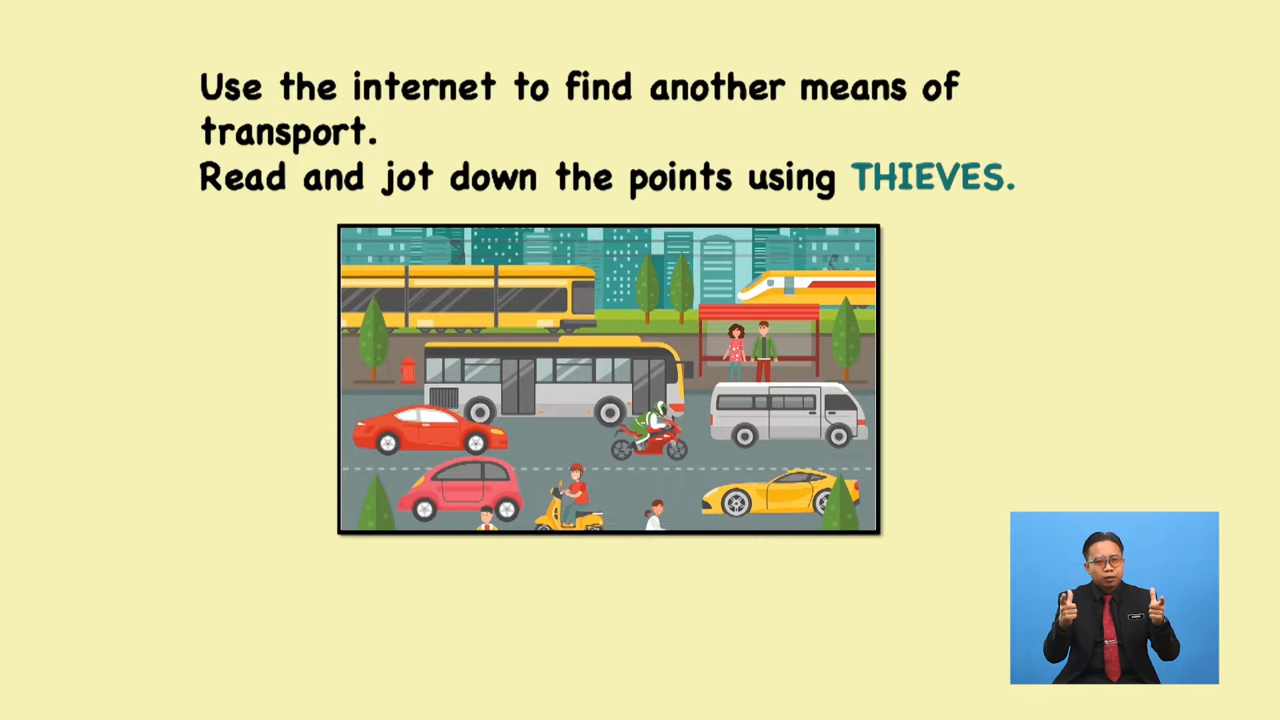 Use the internet to find another means of
transport.
Read and jot down the points using THIEVES.